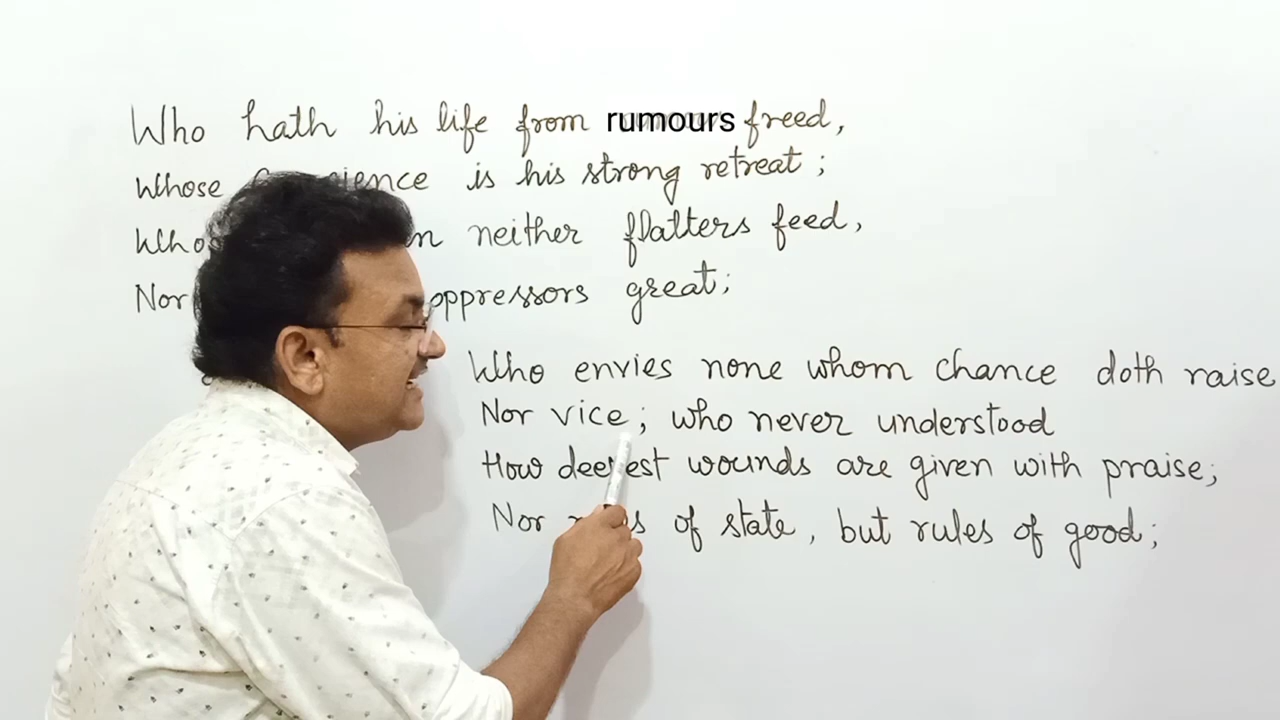 Who hath his life from rumours freed,
Whose is his strong retreat;
neither flatters feed,
Nor oppressors great;
Who envies none whom chance doth raise
Nor vice; who never understood
How deepest wounds are given with praise;
Nor of state, but rules of good;